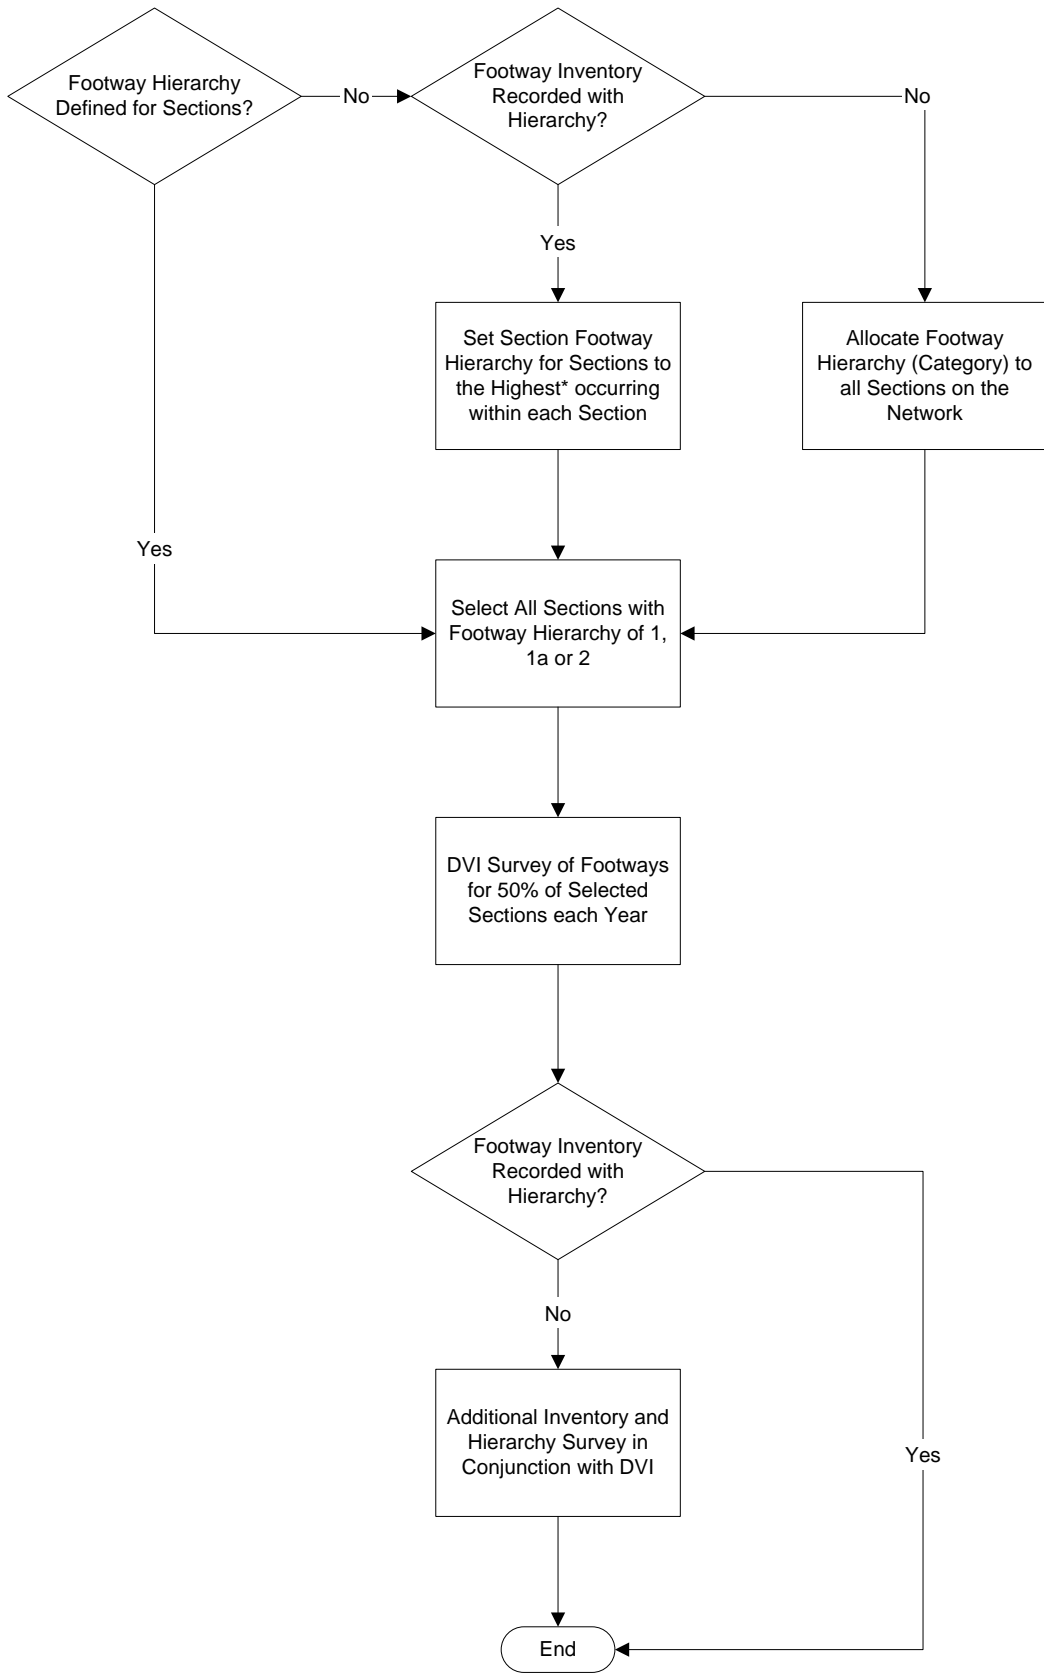 Footway Hierarchy
Defined for Sections?
No
Footway Inventory
Recorded with
Hierarchy?
No
Yes
Set Section Footway
Hierarchy for Sections to
the Highest* occurring
within each Section
Allocate Footway
Hierarchy (Category) to
all Sections on the
Network
Yes
Select All Sections with
Footway Hierarchy of 1,
1a or 2
DVI Survey of Footways
for 50% of Selected
Sections each Year
Footway Inventory
Recorded with
Hierarchy?
No
Additional Inventory and
Hierarchy Survey in
Conjunction with DVI
Yes
End